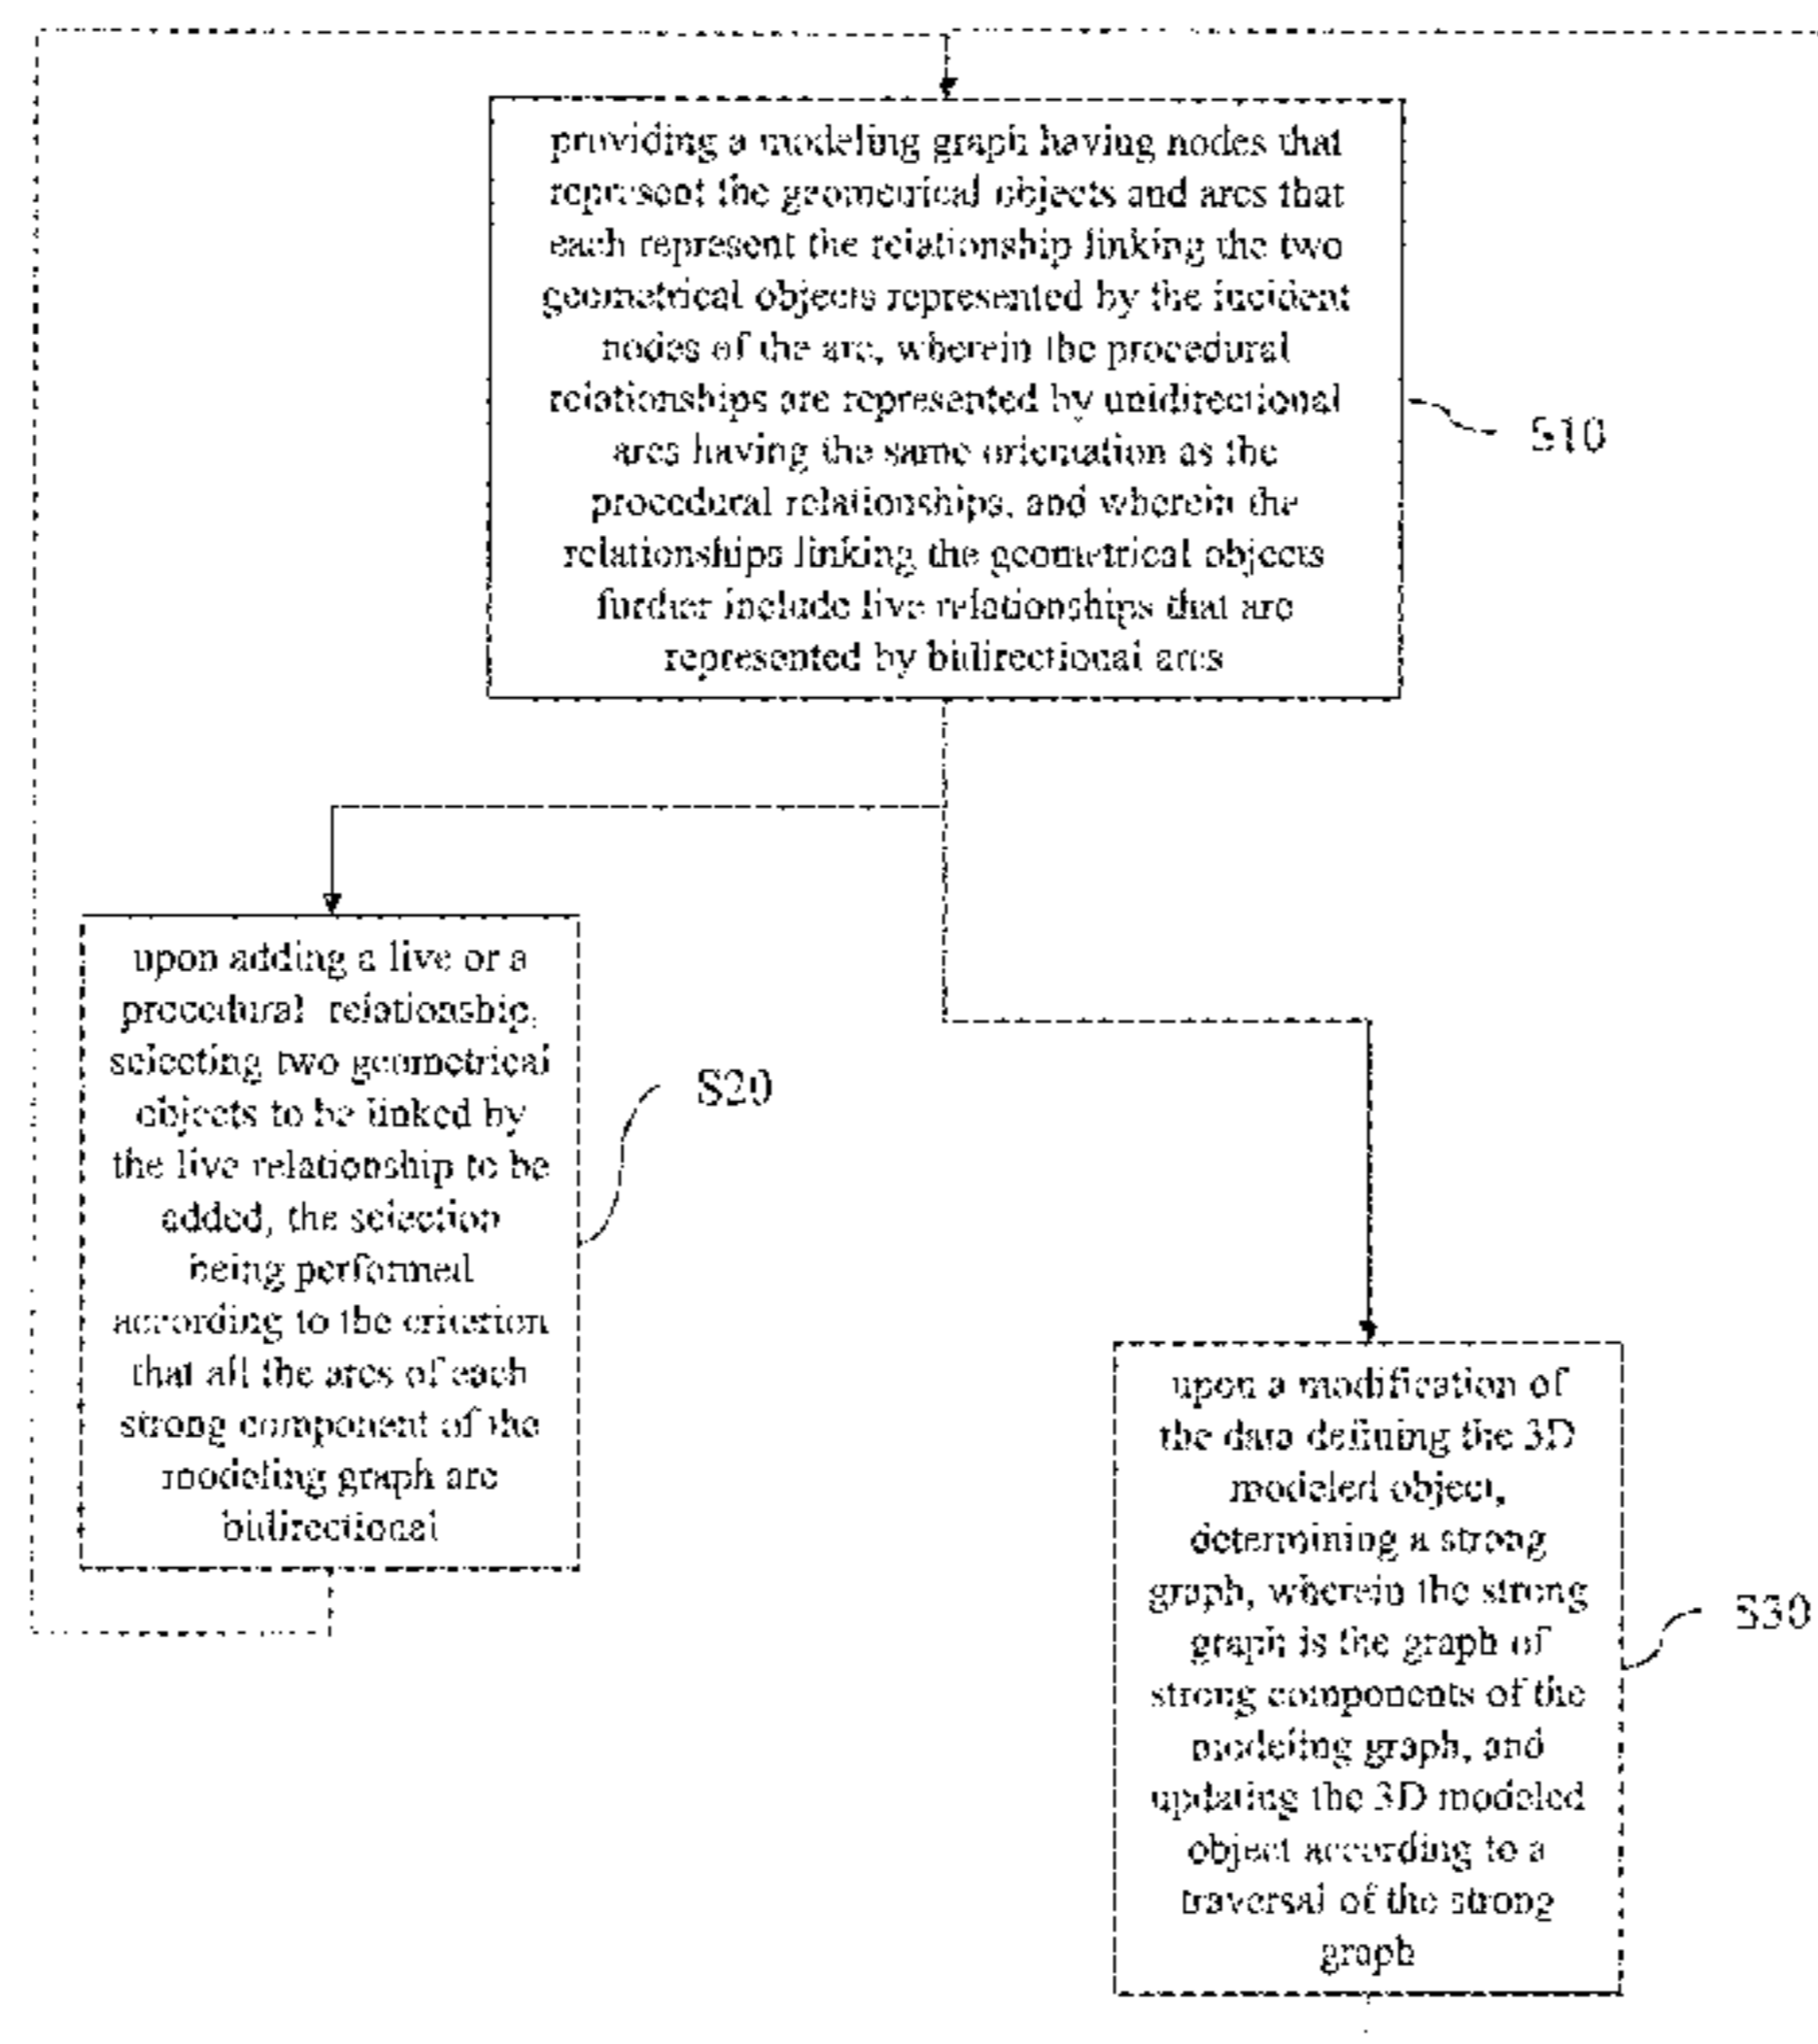 providing a modeling graph having nodes that
represent the geometrical objects and arcs that
each represent the relationship linking the two
geometrical objects represented by the incident
nodes of the arc, wherein the procedural
relationships are represented by unidirectional
arcs having the same orientation as the
procedural relationships, and wherein the
relationships linking the geometrical objects
further include live relationships that are
represented by bidirectional arcs
S10
upon adding a live or a
procedural relationship,
selecting two geometrical
objects to be linked by
the live relationship to be
added, the selection
being performed
according to the criterion
that all the arcs of each
strong component of the
modeling graph are
bidirectional
S20
upon a modification of
the data defining the 3D
modeled object,
determining a strong
graph, wherein the strong
graph is the graph of
strong components of the
modeling graph, and
updating the 3D modeled
object according to a
traversal of the strong
graph
S30